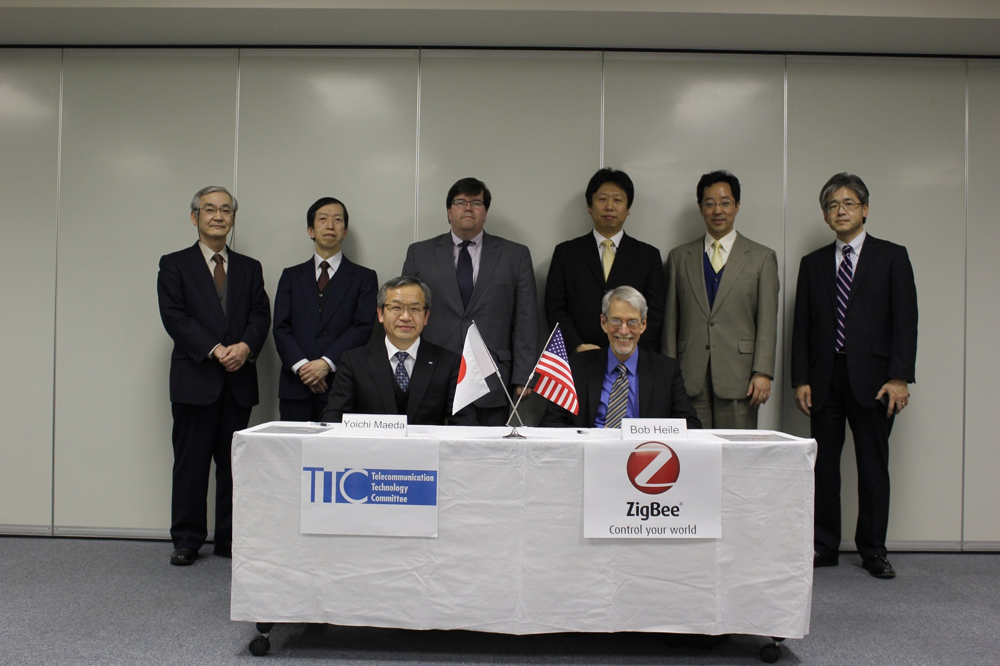 Yoichi Maeda
Bob Heile
TTC
Telecommunication
Technology
Committee
Z
ZigBee®
Control your world